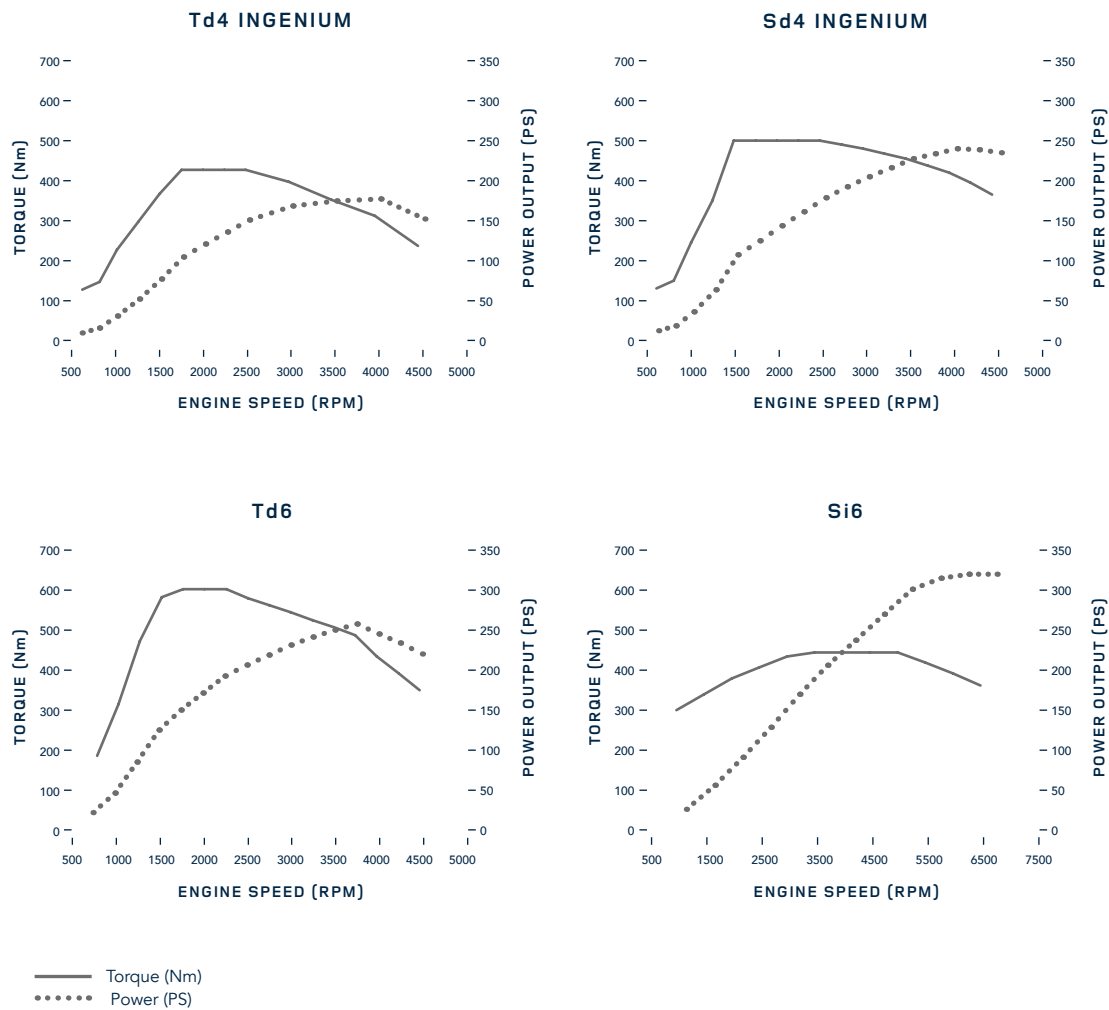 Td4 INGENIUM
700
600
500
400
300
200
100
0
350
300
250
200
150
100
50
0
TORQUE (Nm)
POWER OUTPUT (PS)
500 1000 1500 2000 2500 3000 3500 4000 4500 5000
ENGINE SPEED (RPM)
Sd4 INGENIUM
700
600
500
400
300
200
100
0
350
300
250
200
150
100
50
0
TORQUE (Nm)
POWER OUTPUT (PS)
500 1000 1500 2000 2500 3000 3500 4000 4500 5000
ENGINE SPEED (RPM)
Td6
700
600
500
400
300
200
100
0
350
300
250
200
150
100
50
0
TORQUE (Nm)
POWER OUTPUT (PS)
500 1000 1500 2000 2500 3000 3500 4000 4500 5000
ENGINE SPEED (RPM)
Si6
700
600
500
400
300
200
100
0
350
300
250
200
150
100
50
0
TORQUE (Nm)
POWER OUTPUT (PS)
500 1500 2500 3500 4500 5500 6500 7500
ENGINE SPEED (RPM)
Torque (Nm)
Power (PS)